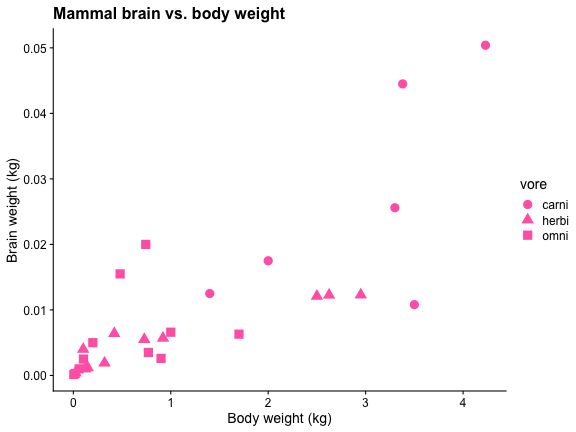 Mammal brain vs. body weight
0.05
0.04
0.03
0.02
0.01
0.00
Brain weight (kg)
0 1 2 3 4
Body weight (kg)
vore
carni
herbi
omni